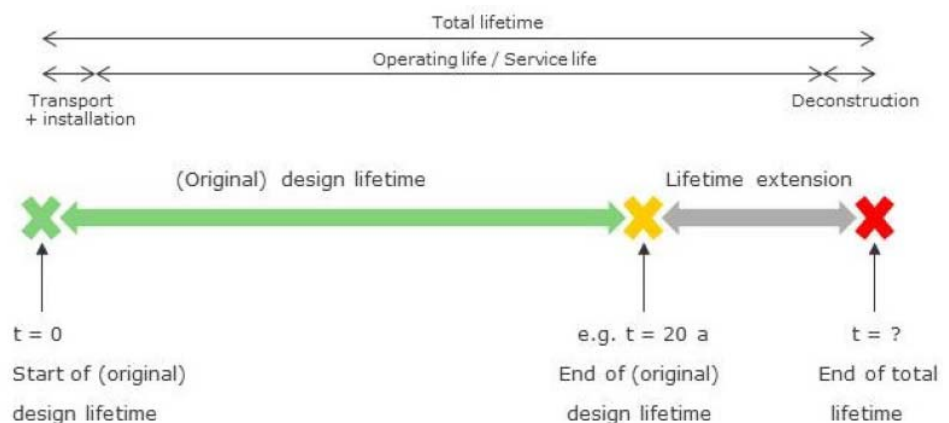 Total lifetime
Operating life / Service life
Transport
+ installation
Deconstruction
(Original) design lifetime
Lifetime extension
t = 0
Start of (original)
design lifetime
e.g. t = 20 a
End of (original)
design lifetime
t = ?
End of total
lifetime